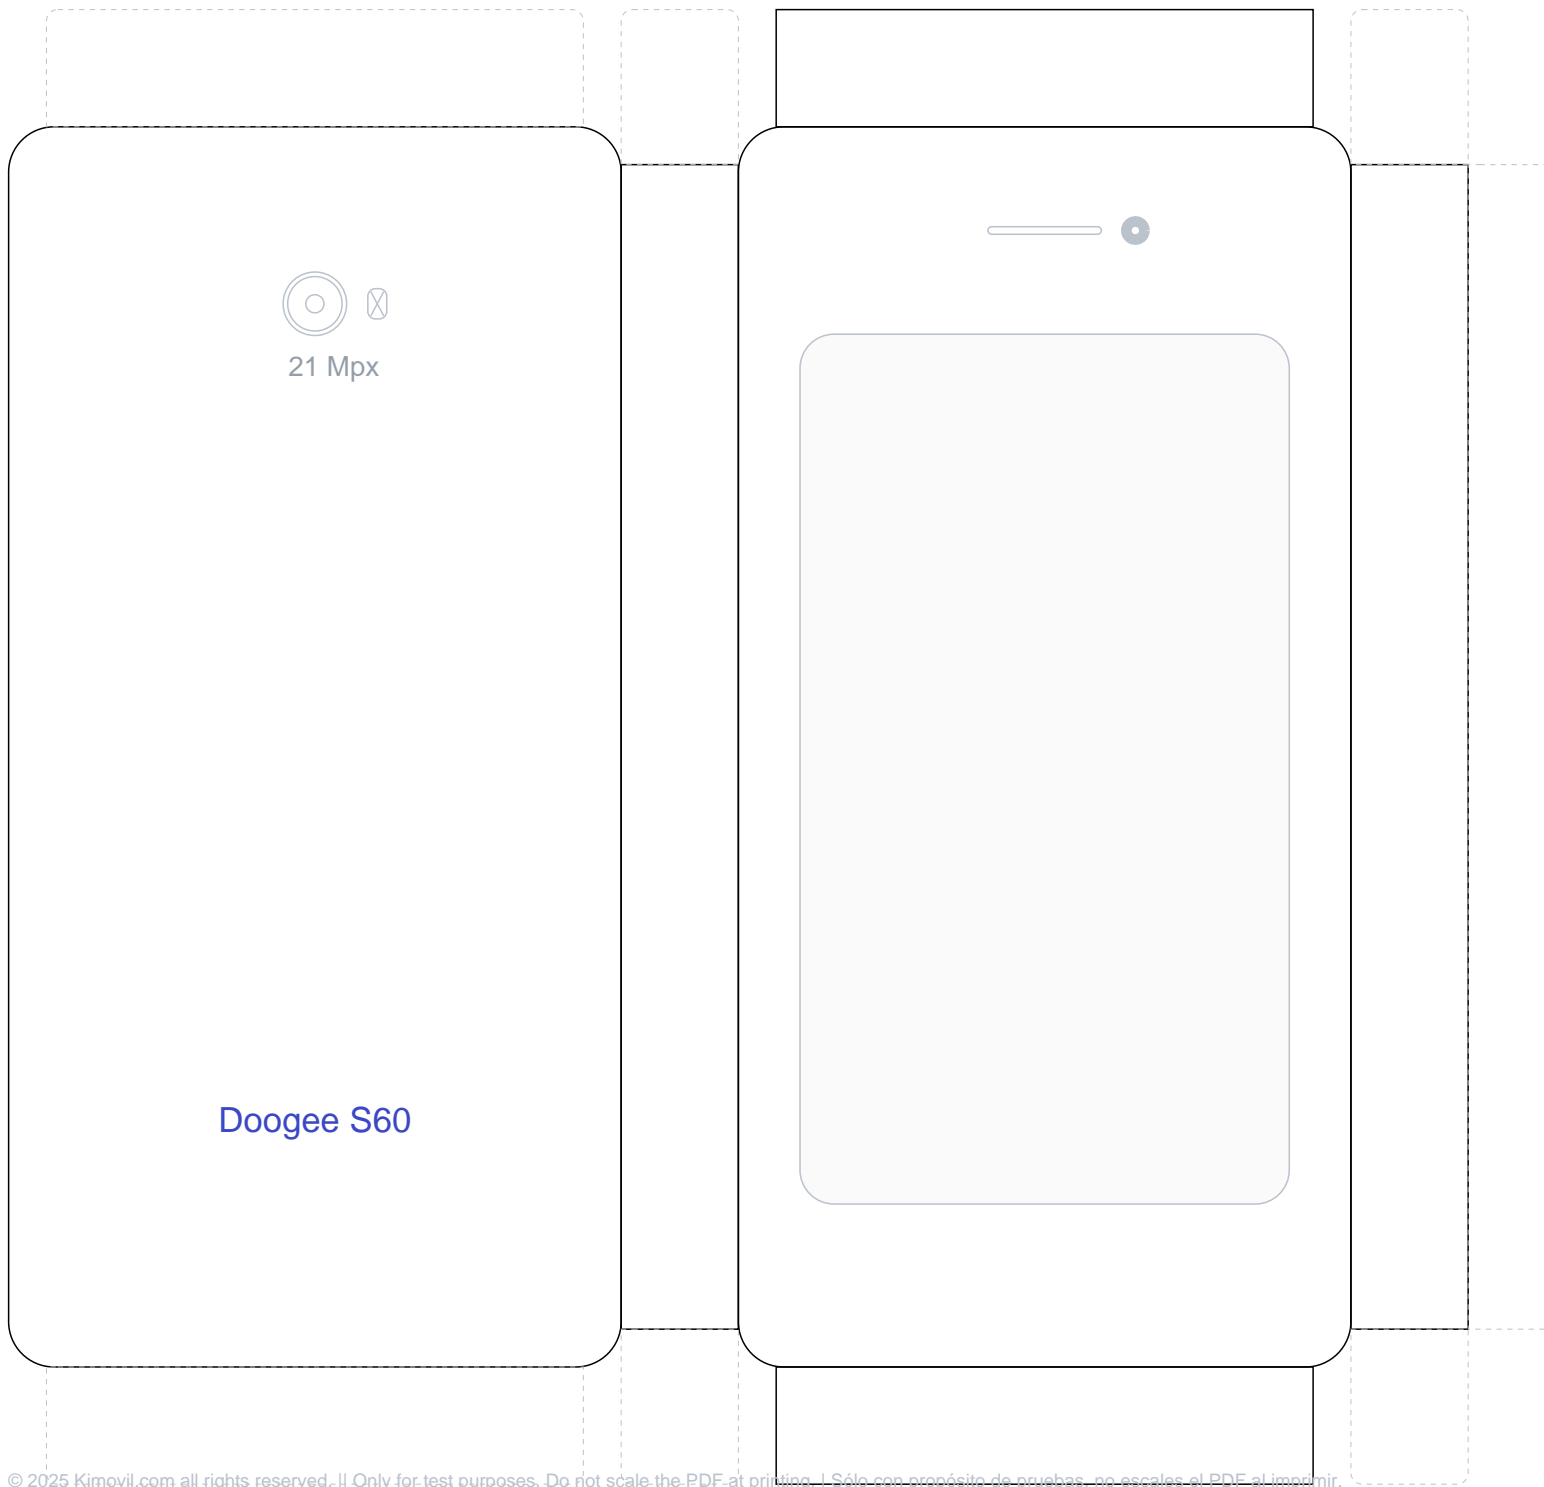 21 Mpx
Doogee S60
© 2025 Kimovil.com all rights reserved. || Only for test purposes. Do not scale the PDF at printing. | Sólo con propósito de pruebas, no escales el PDF al imprimir.